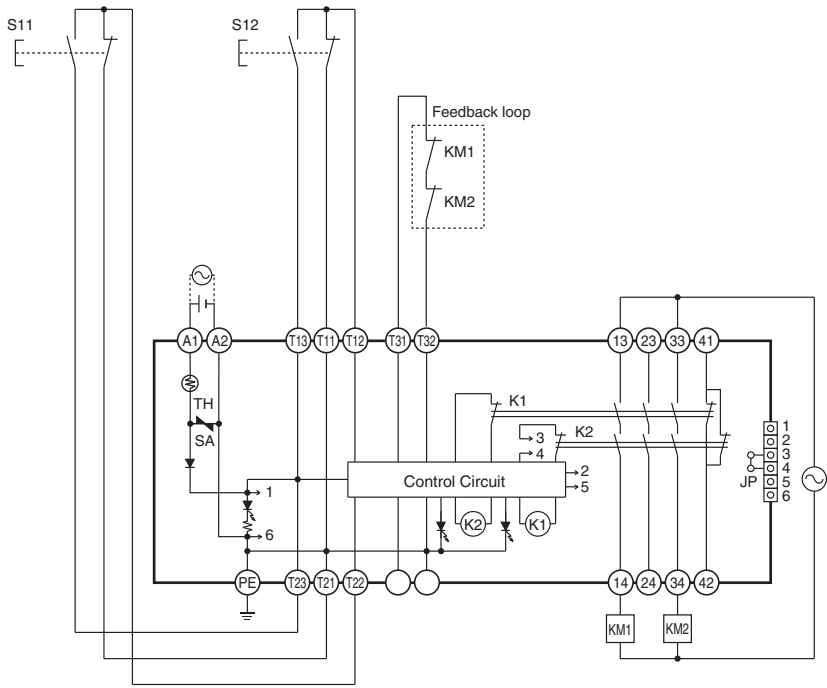 S11
S12
Feedback loop
KM1
KM2
A1 A2 T13 T11 T12 T31 T32 13 23 33 41
TH
SA
K1
K2
3
4
1
2
3
4
5
6
JP
Control Circuit
2
5
1
6
K2
K1
PE T23 T21 T22 14 24 34 42
KM1
KM2